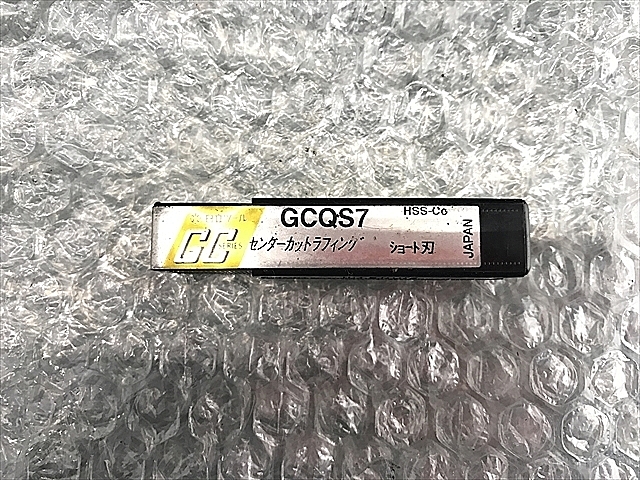 GCQS7
HSS-Co
GC SERIES
センターカットラフィング
ショート刃
JAPAN